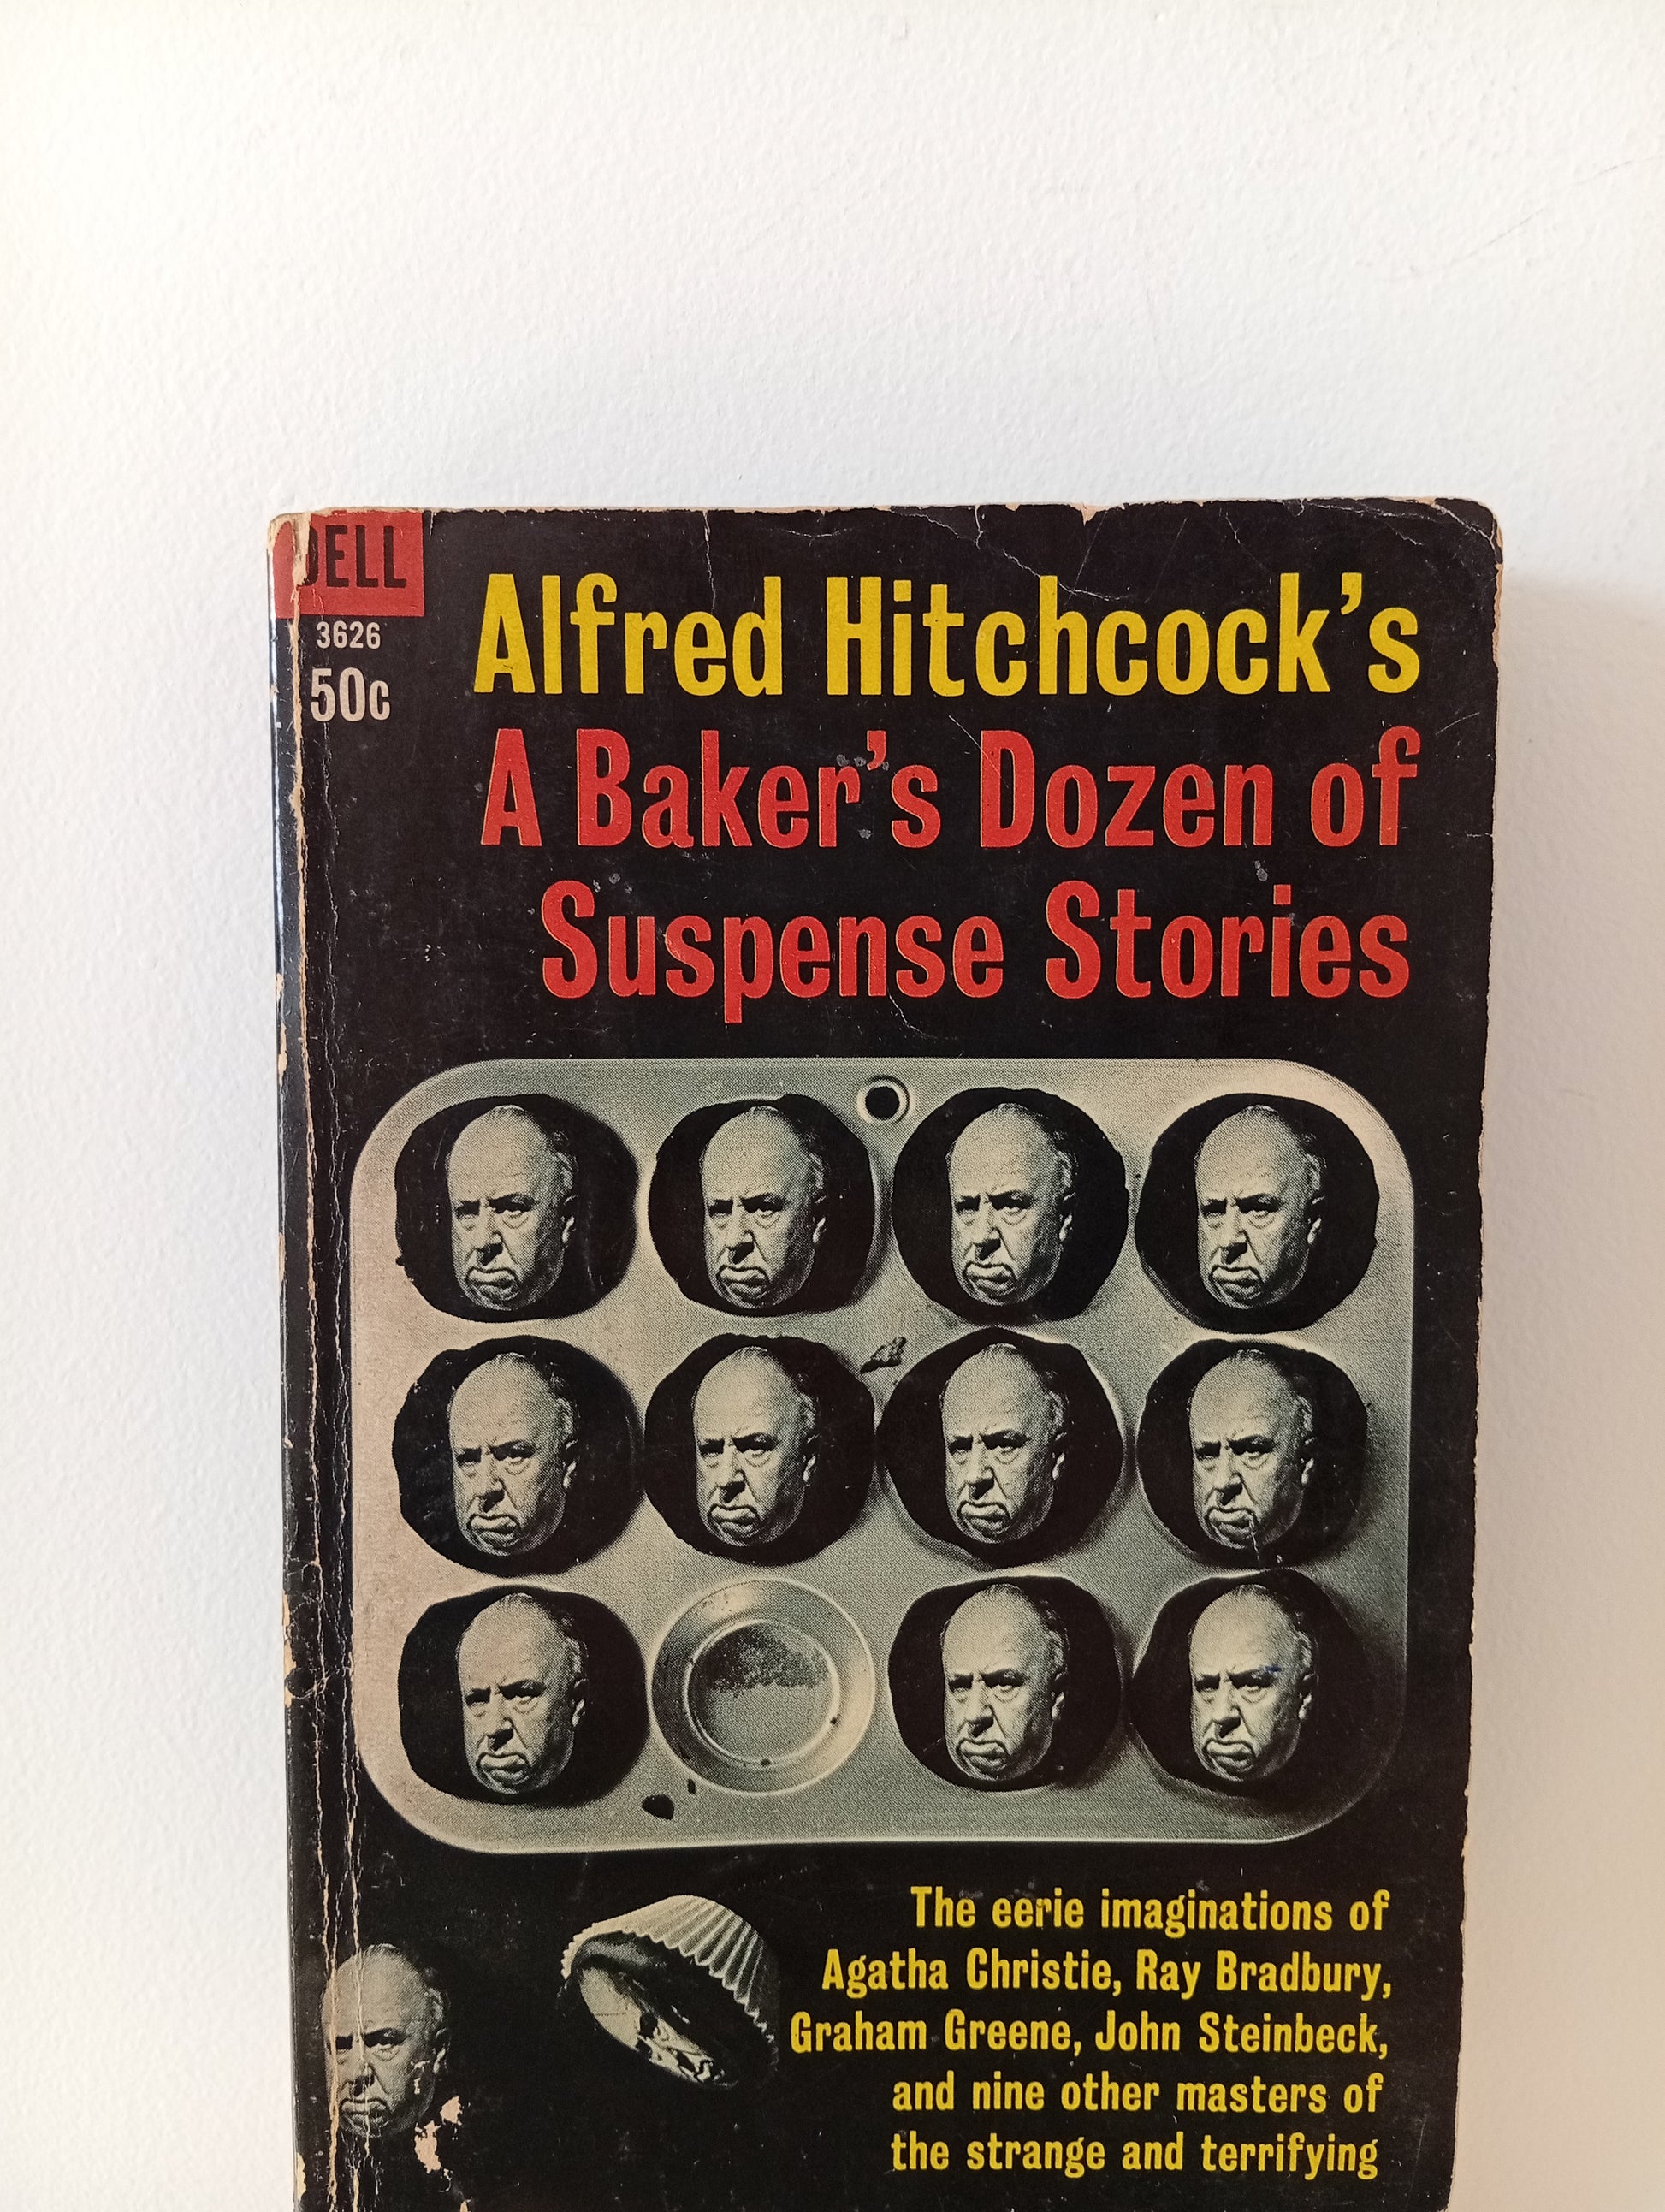 DELL
3626
50c
Alfred Hitchcock's
A Baker's Dozen of
Suspense Stories
The eerie imaginations of
Agatha Christie, Ray Bradbury,
Graham Greene, John Steinbeck,
and nine other masters of
the strange and terrifying